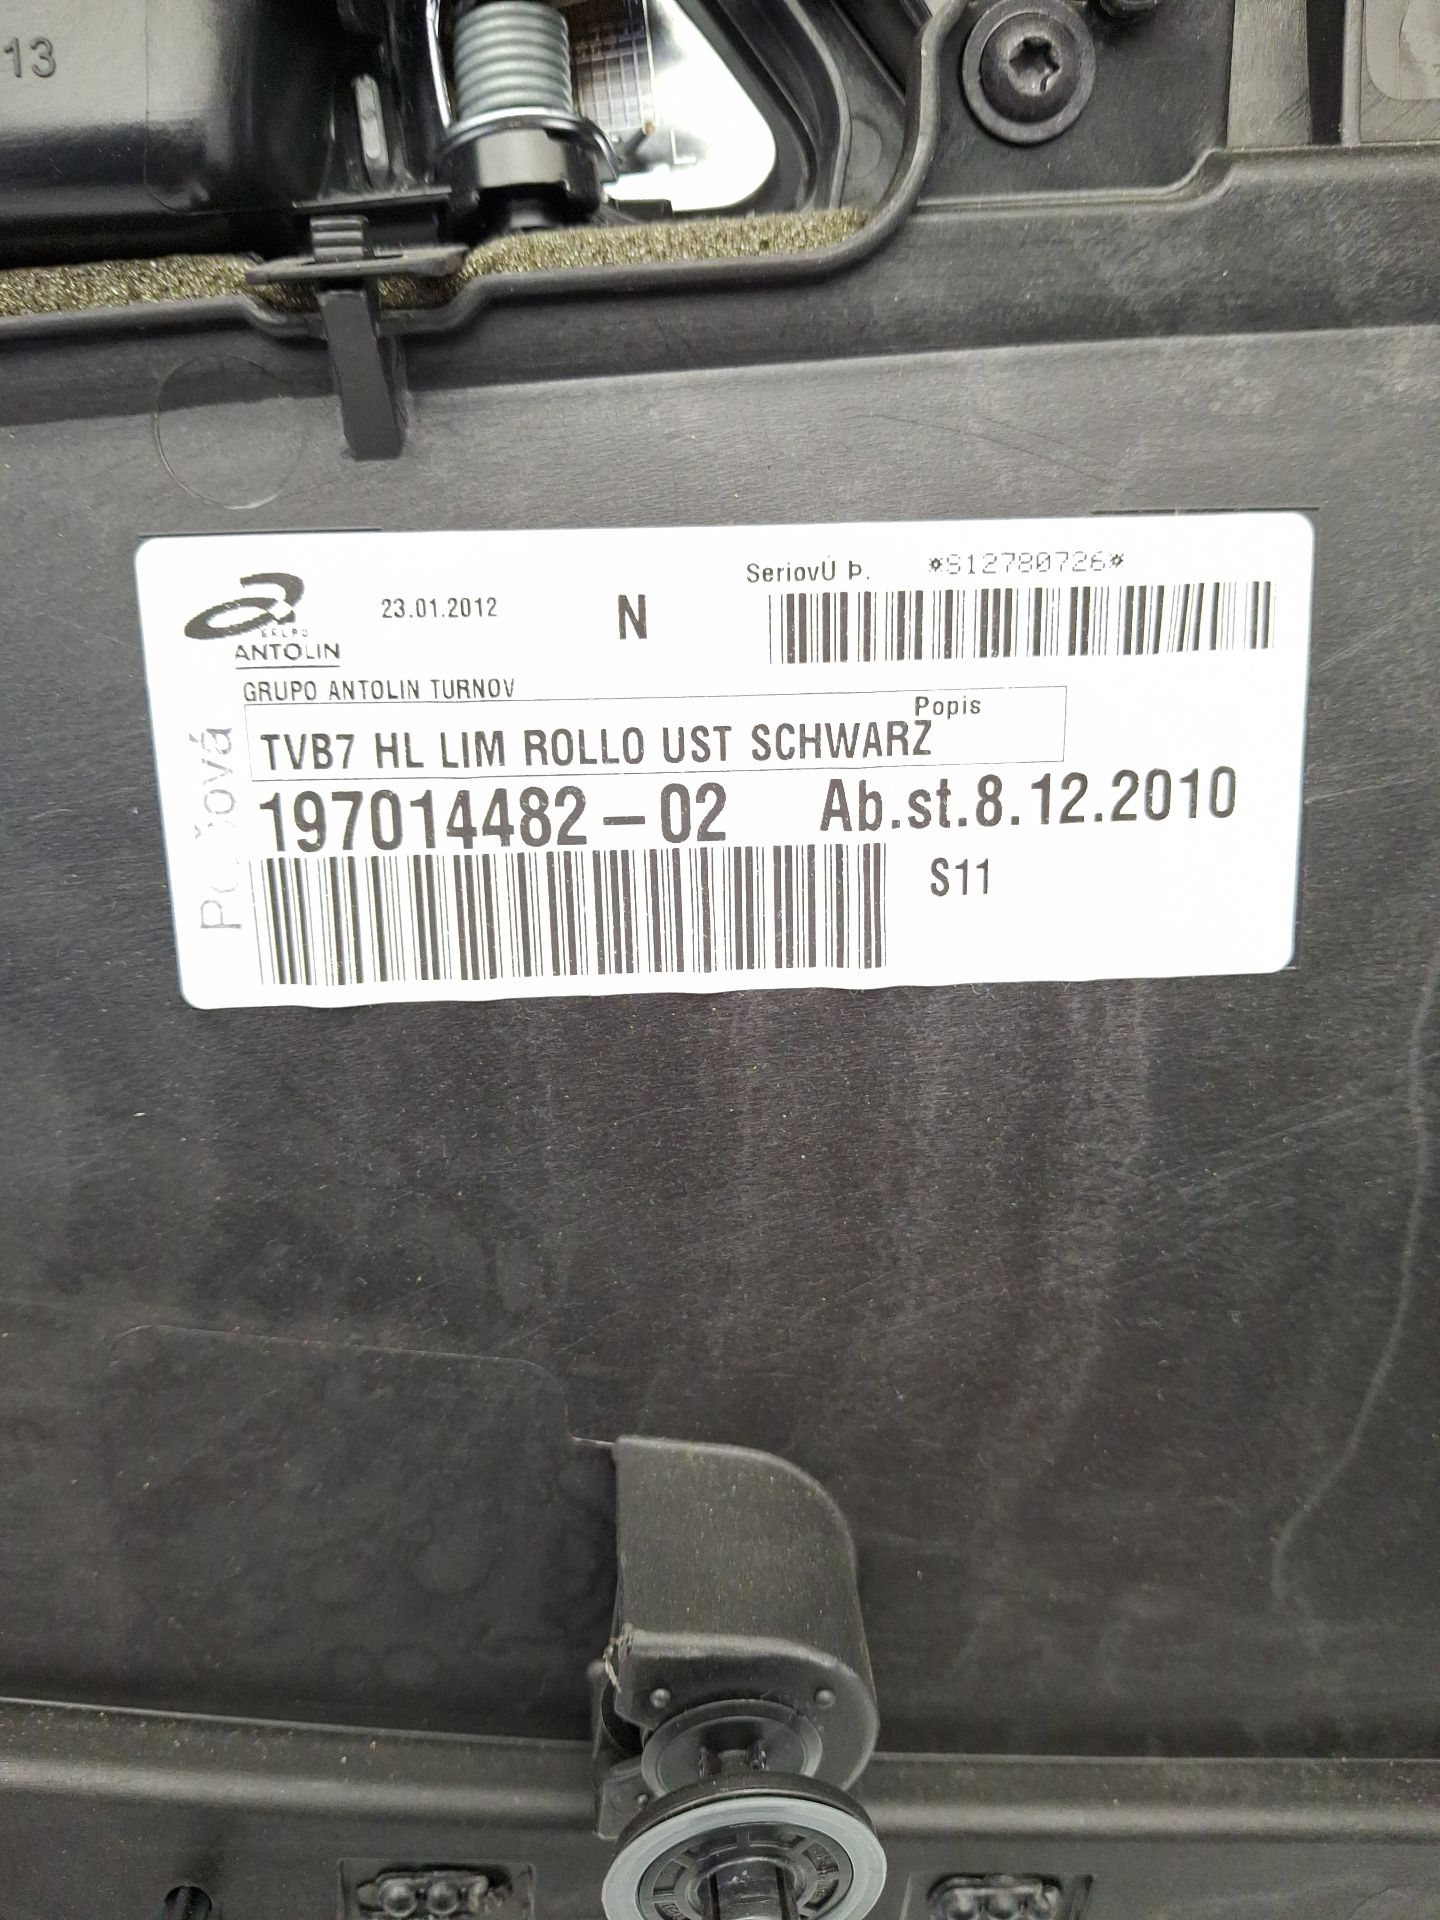 13
GRUPO
ANTOLIN
23.01.2012
N
SeriovÚ Þ.
*S12780726*
GRUPO ANTOLIN TURNOV
Popis
TVB7 HL LIM ROLLO UST SCHWARZ
197014482-02
Ab.st.8.12.2010
S11